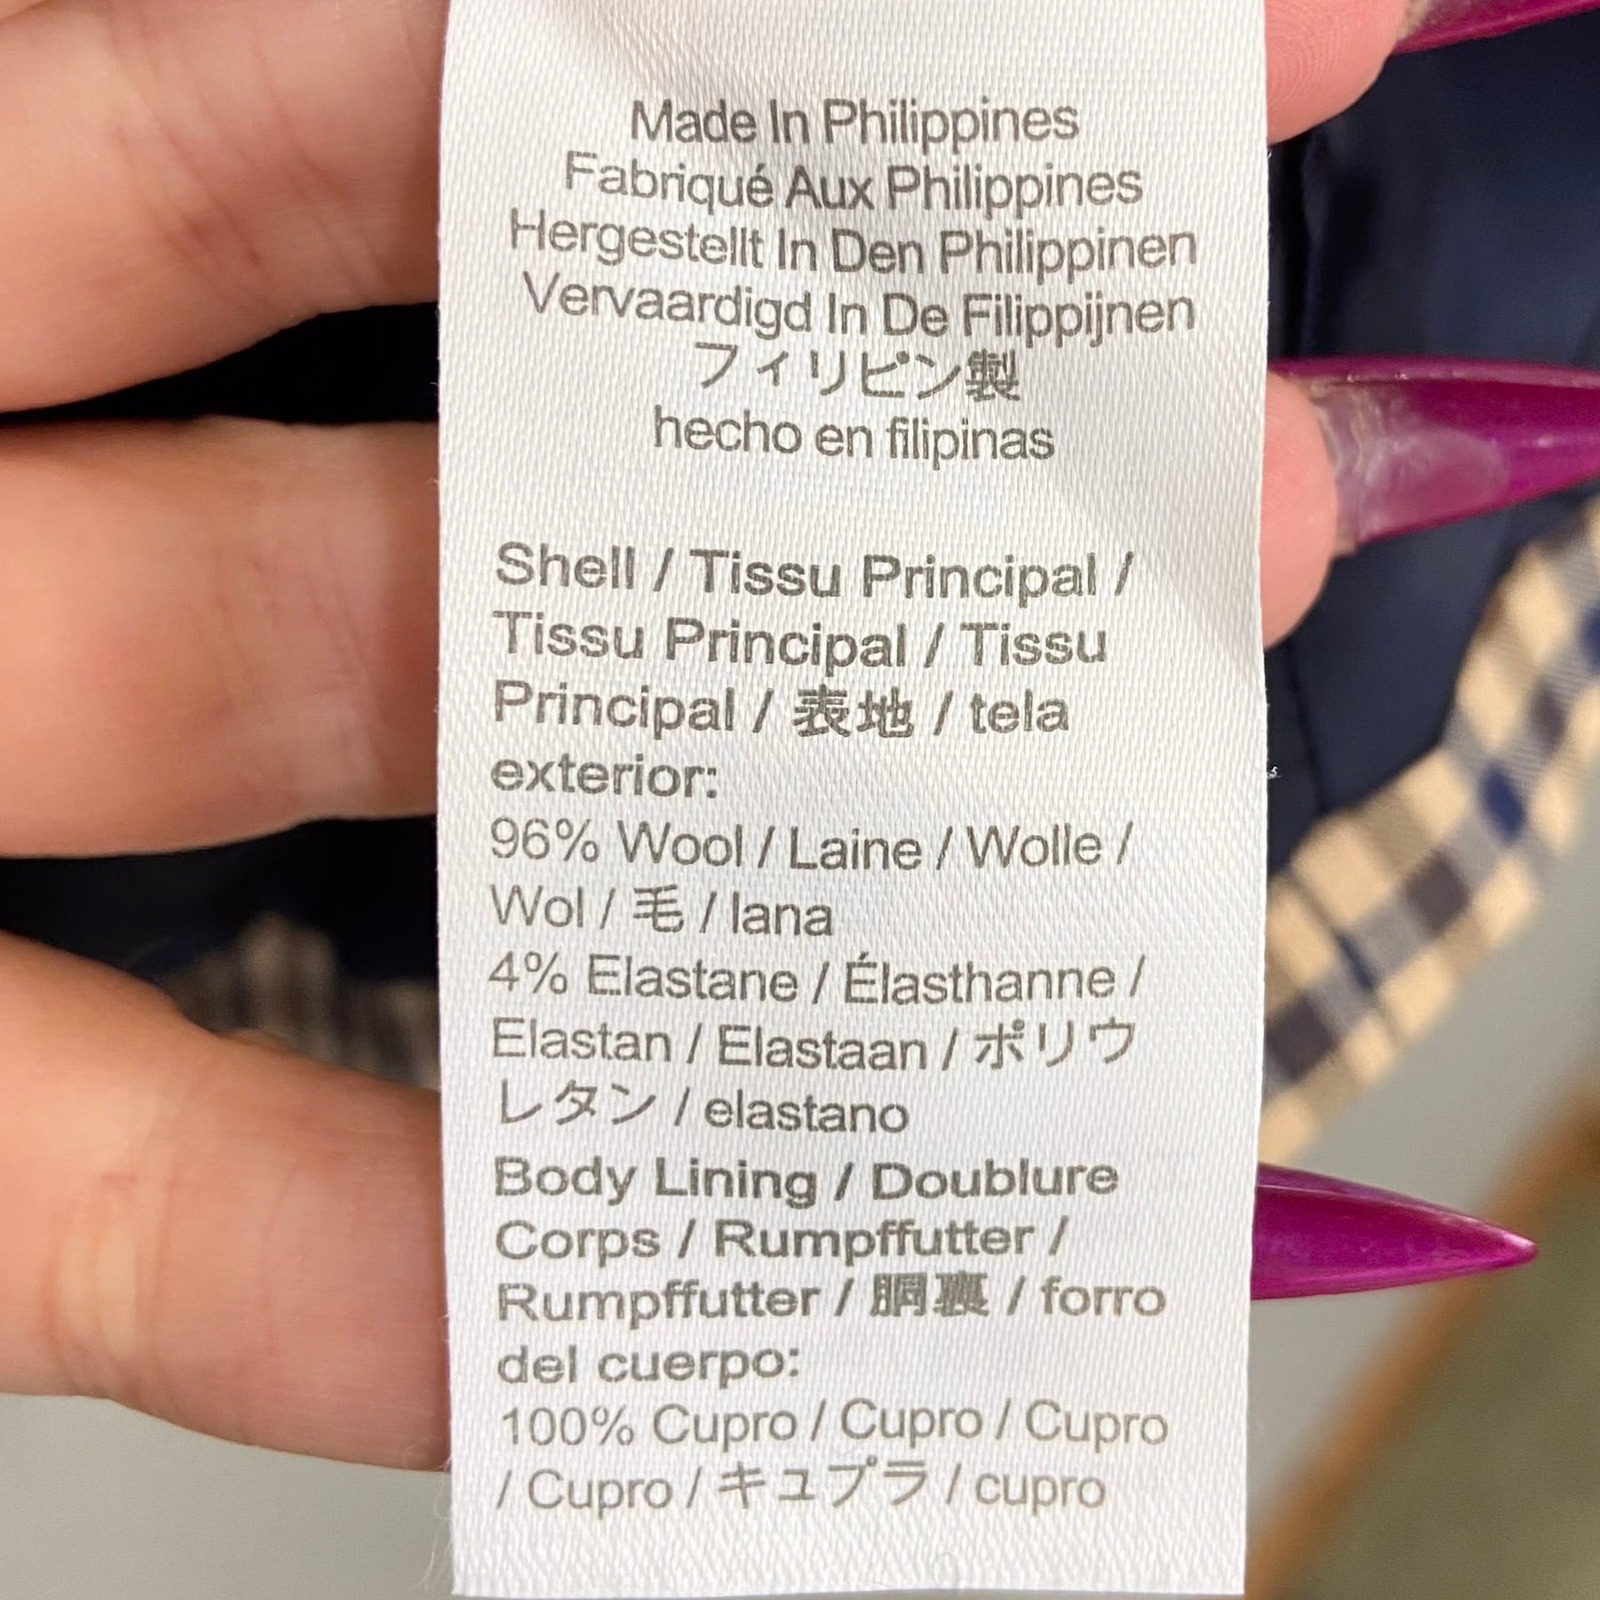 Made In Philippines
Fabriqué Aux Philippines
Hergestellt In Den Philippinen
Vervaardigd In De Filippijnen
フィリピン製
hecho en filipinas
Shell / Tissu Principal /
Tissu Principal / Tissu
Principal / 表地 / tela
exterior:
96% Wool / Laine / Wolle /
Wol / 毛 / lana
4% Elastane / Élasthanne /
Elastan / Elastaan / ポリウ
レタン / elastano
Body Lining / Doublure
Corps / Rumpffutter /
Rumpffutter / 胴裏 / forro
del cuerpo:
100% Cupro / Cupro / Cupro
/ Cupro / キュプラ / cupro